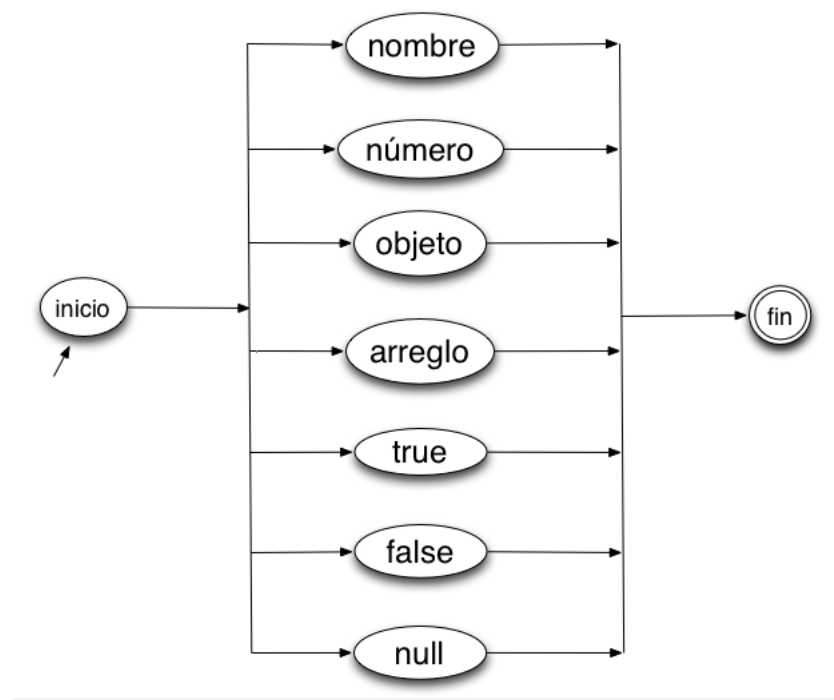 nombre
número
objeto
inicio
fin
arreglo
true
false
null